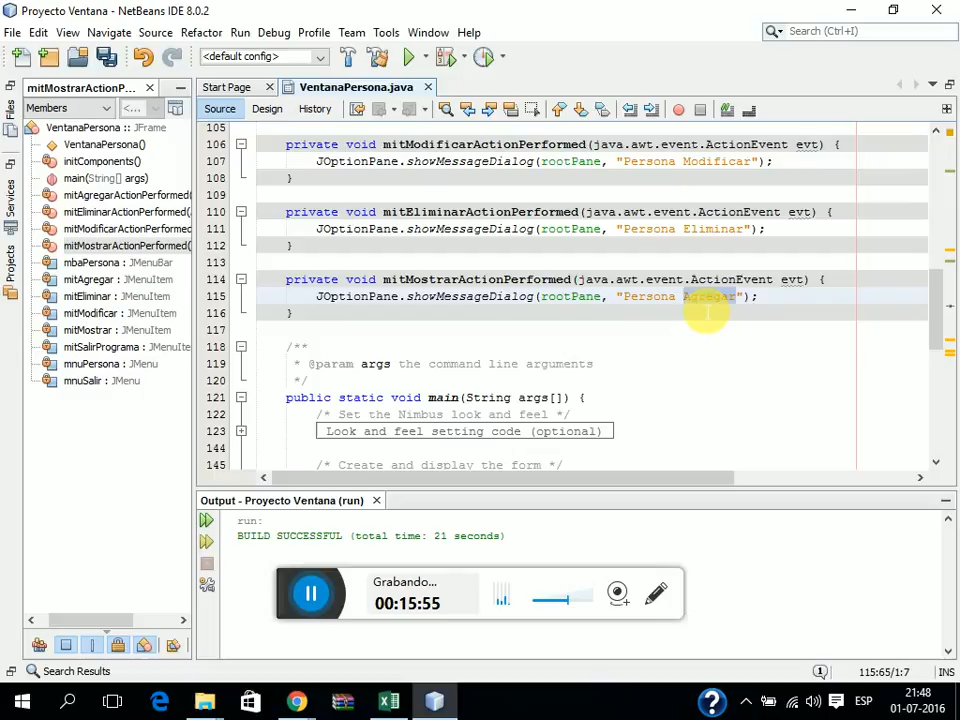 Proyecto Ventana - NetBeans IDE 8.0.2
File Edit View Navigate Source Refactor Run Debug Profile Team Tools Window Help
Search (Ctrl+I)
<default config>
mitMostrarActionP...
Start Page
VentanaPersona.java
Members
<...
Source Design History
Files
Services
Projects
VentanaPersona :: JFrame
VentanaPersona()
initComponents()
main(String[] args)
mitAgregarActionPerformed(
mitEliminarActionPerformed(.
mitModificarActionPerformed
mitMostrarActionPerformed(
mbaPersona : JMenuBar
mitAgregar : JMenuItem
mitEliminar : JMenuItem
mitModificar : JMenuItem
mitMostrar : JMenuItem
mitSalirPrograma : JMenuIte
mnuPersona : JMenu
mnuSalir : JMenu
105
106 private void mitModificarActionPerformed(java.awt.event.ActionEvent evt) {
107 JOptionPane.showMessageDialog(rootPane, "Persona Modificar");
108 }
110 private void mitEliminarActionPerformed(java.awt.event.ActionEvent evt) {
111 JOptionPane.showMessageDialog(rootPane, "Persona Eliminar");
112 }
113
114 private void mitMostrarActionPerformed(java.awt.event.ActionEvent evt) {
115 JOptionPane.showMessageDialog(rootPane, "Persona Agregar");
116 }
117
118 /**
119 * @param args the command line arguments
120 */
121 public static void main(String args[]) {
122 /* Set the Nimbus look and feel */
123 Look and feel setting code (optional)
144
145 /* Create and display the form */
Output - Proyecto Ventana (run)
run:
BUILD SUCCESSFUL (total time: 21 seconds)
Grabando...
00:15:55
Search Results
1
115:65/1:7
INS
ESP
21:48
01-07-2016